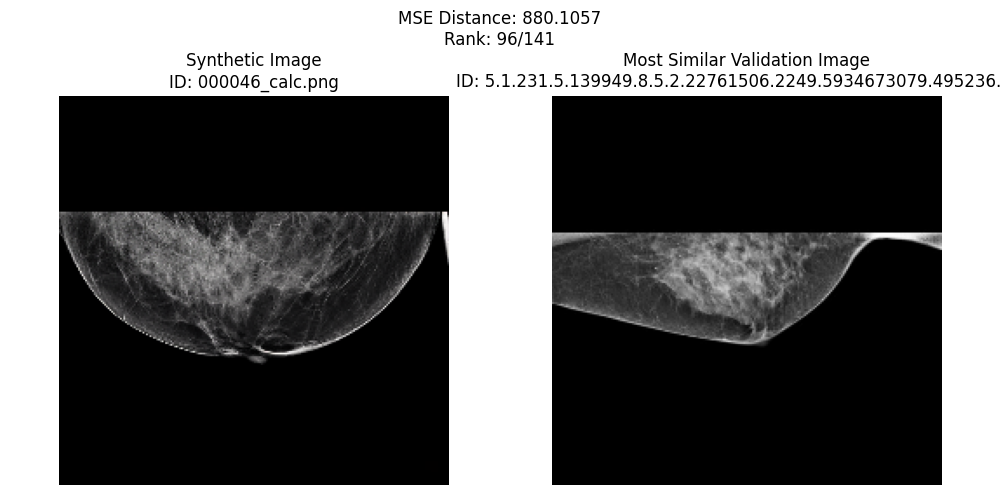 MSE Distance: 880.1057
Rank: 96/141
Synthetic Image
ID: 000046_calc.png
Most Similar Validation Image
ID: 5.1.231.5.139949.8.5.2.22761506.2249.5934673079.495236.